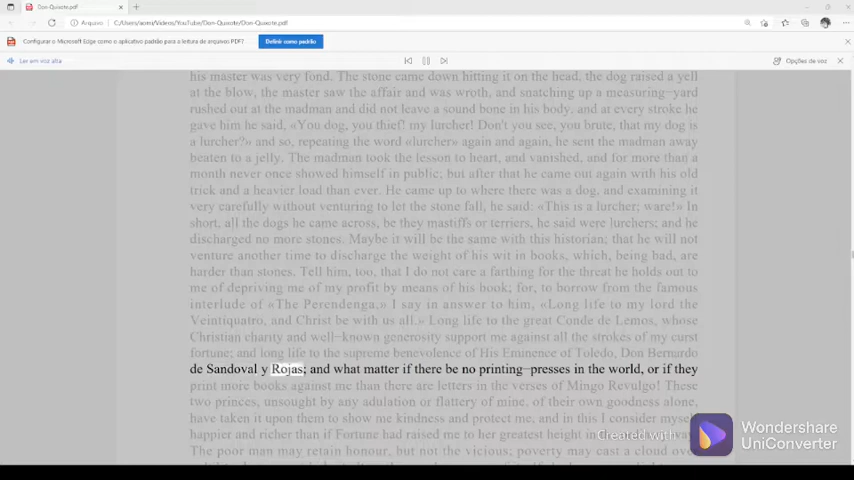 Don-Quixote.pdf
Arquivo C:/Users/ Videos/YouTube/Don-Quixote/Don-Quixote.pdf
Configurar o Microsoft Edge como o aplicativo padrão para a leitura de arquivos PDF? Definir como padrão
Ler em voz alta Opções de voz
his master was very fond. The stone came down hitting it on the head, the dog raised a yell
at the blow, the master saw the affair and was wroth, and snatching up a measuring-yard
rushed out at the madman and did not leave a sound bone in his body, and at every stroke he
gave him he said, «You dog, you thief! my lurcher! Don't you see, you brute, that my dog is
a lurcher?» and so, repeating the word «lurcher» again and again, he sent the madman away
beaten to a jelly. The madman took the lesson to heart, and vanished, and for more than a
month never once showed himself in public; but after that he came out again with his old
trick and a heavier load than ever. He came up to where there was a dog, and examining it
very carefully without venturing to let the stone fall, he said: «This is a lurcher; ware!» In
short, all the dogs he came across, be they mastiffs or terriers, he said were lurchers; and he
discharged no more stones. Maybe it will be the same with this historian; that he will not
venture another time to discharge the weight of his wit in books, which, being bad, are
harder than stones. Tell him, too, that I do not care a farthing for the threat he holds out to
me of depriving me of my profit by means of his book; for, to borrow from the famous
interlude of «The Perendenga,» I say in answer to him, «Long life to my lord the
Veintiquatro, and Christ be with us all.» Long life to the great Conde de Lemos, whose
Christian charity and well-known generosity support me against all the strokes of my curst
fortune; and long life to the supreme benevolence of His Eminence of Toledo, Don Bernardo
de Sandoval y Rojas; and what matter if there be no printing-presses in the world, or if they
print more books against me than there are letters in the verses of Mingo Revulgo! These
two princes, unsought by any adulation or flattery of mine, of their own goodness alone,
have taken it upon them to show me kindness and protect me, and in this I consider myself
happier and richer than if Fortune had raised me to her greatest height in
The poor man may retain honour, but not the vicious; poverty may cast a cloud over
Created with Wondershare
UniConverter